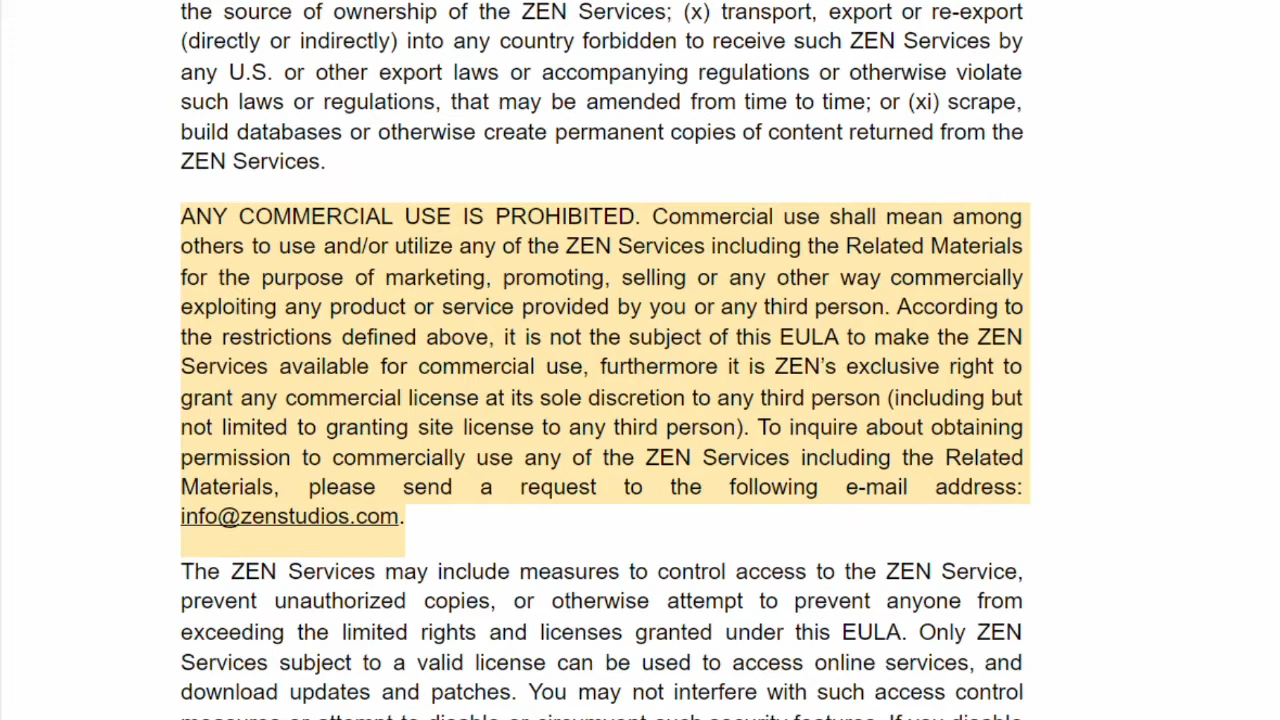 the source of ownership of the ZEN Services; (x) transport, export or re-export
(directly or indirectly) into any country forbidden to receive such ZEN Services by
any U.S. or other export laws or accompanying regulations or otherwise violate
such laws or regulations, that may be amended from time to time; or (xi) scrape,
build databases or otherwise create permanent copies of content returned from the
ZEN Services.
ANY COMMERCIAL USE IS PROHIBITED. Commercial use shall mean among
others to use and/or utilize any of the ZEN Services including the Related Materials
for the purpose of marketing, promoting, selling or any other way commercially
exploiting any product or service provided by you or any third person. According to
the restrictions defined above, it is not the subject of this EULA to make the ZEN
Services available for commercial use, furthermore it is ZEN’s exclusive right to
grant any commercial license at its sole discretion to any third person (including but
not limited to granting site license to any third person). To inquire about obtaining
permission to commercially use any of the ZEN Services including the Related
Materials, please send a request to the following e-mail address:
info@zenstudios.com.
The ZEN Services may include measures to control access to the ZEN Service,
prevent unauthorized copies, or otherwise attempt to prevent anyone from
exceeding the limited rights and licenses granted under this EULA. Only ZEN
Services subject to a valid license can be used to access online services, and
download updates and patches. You may not interfere with such access control
measures or attempt to disable or circumvent such security features. If you disable